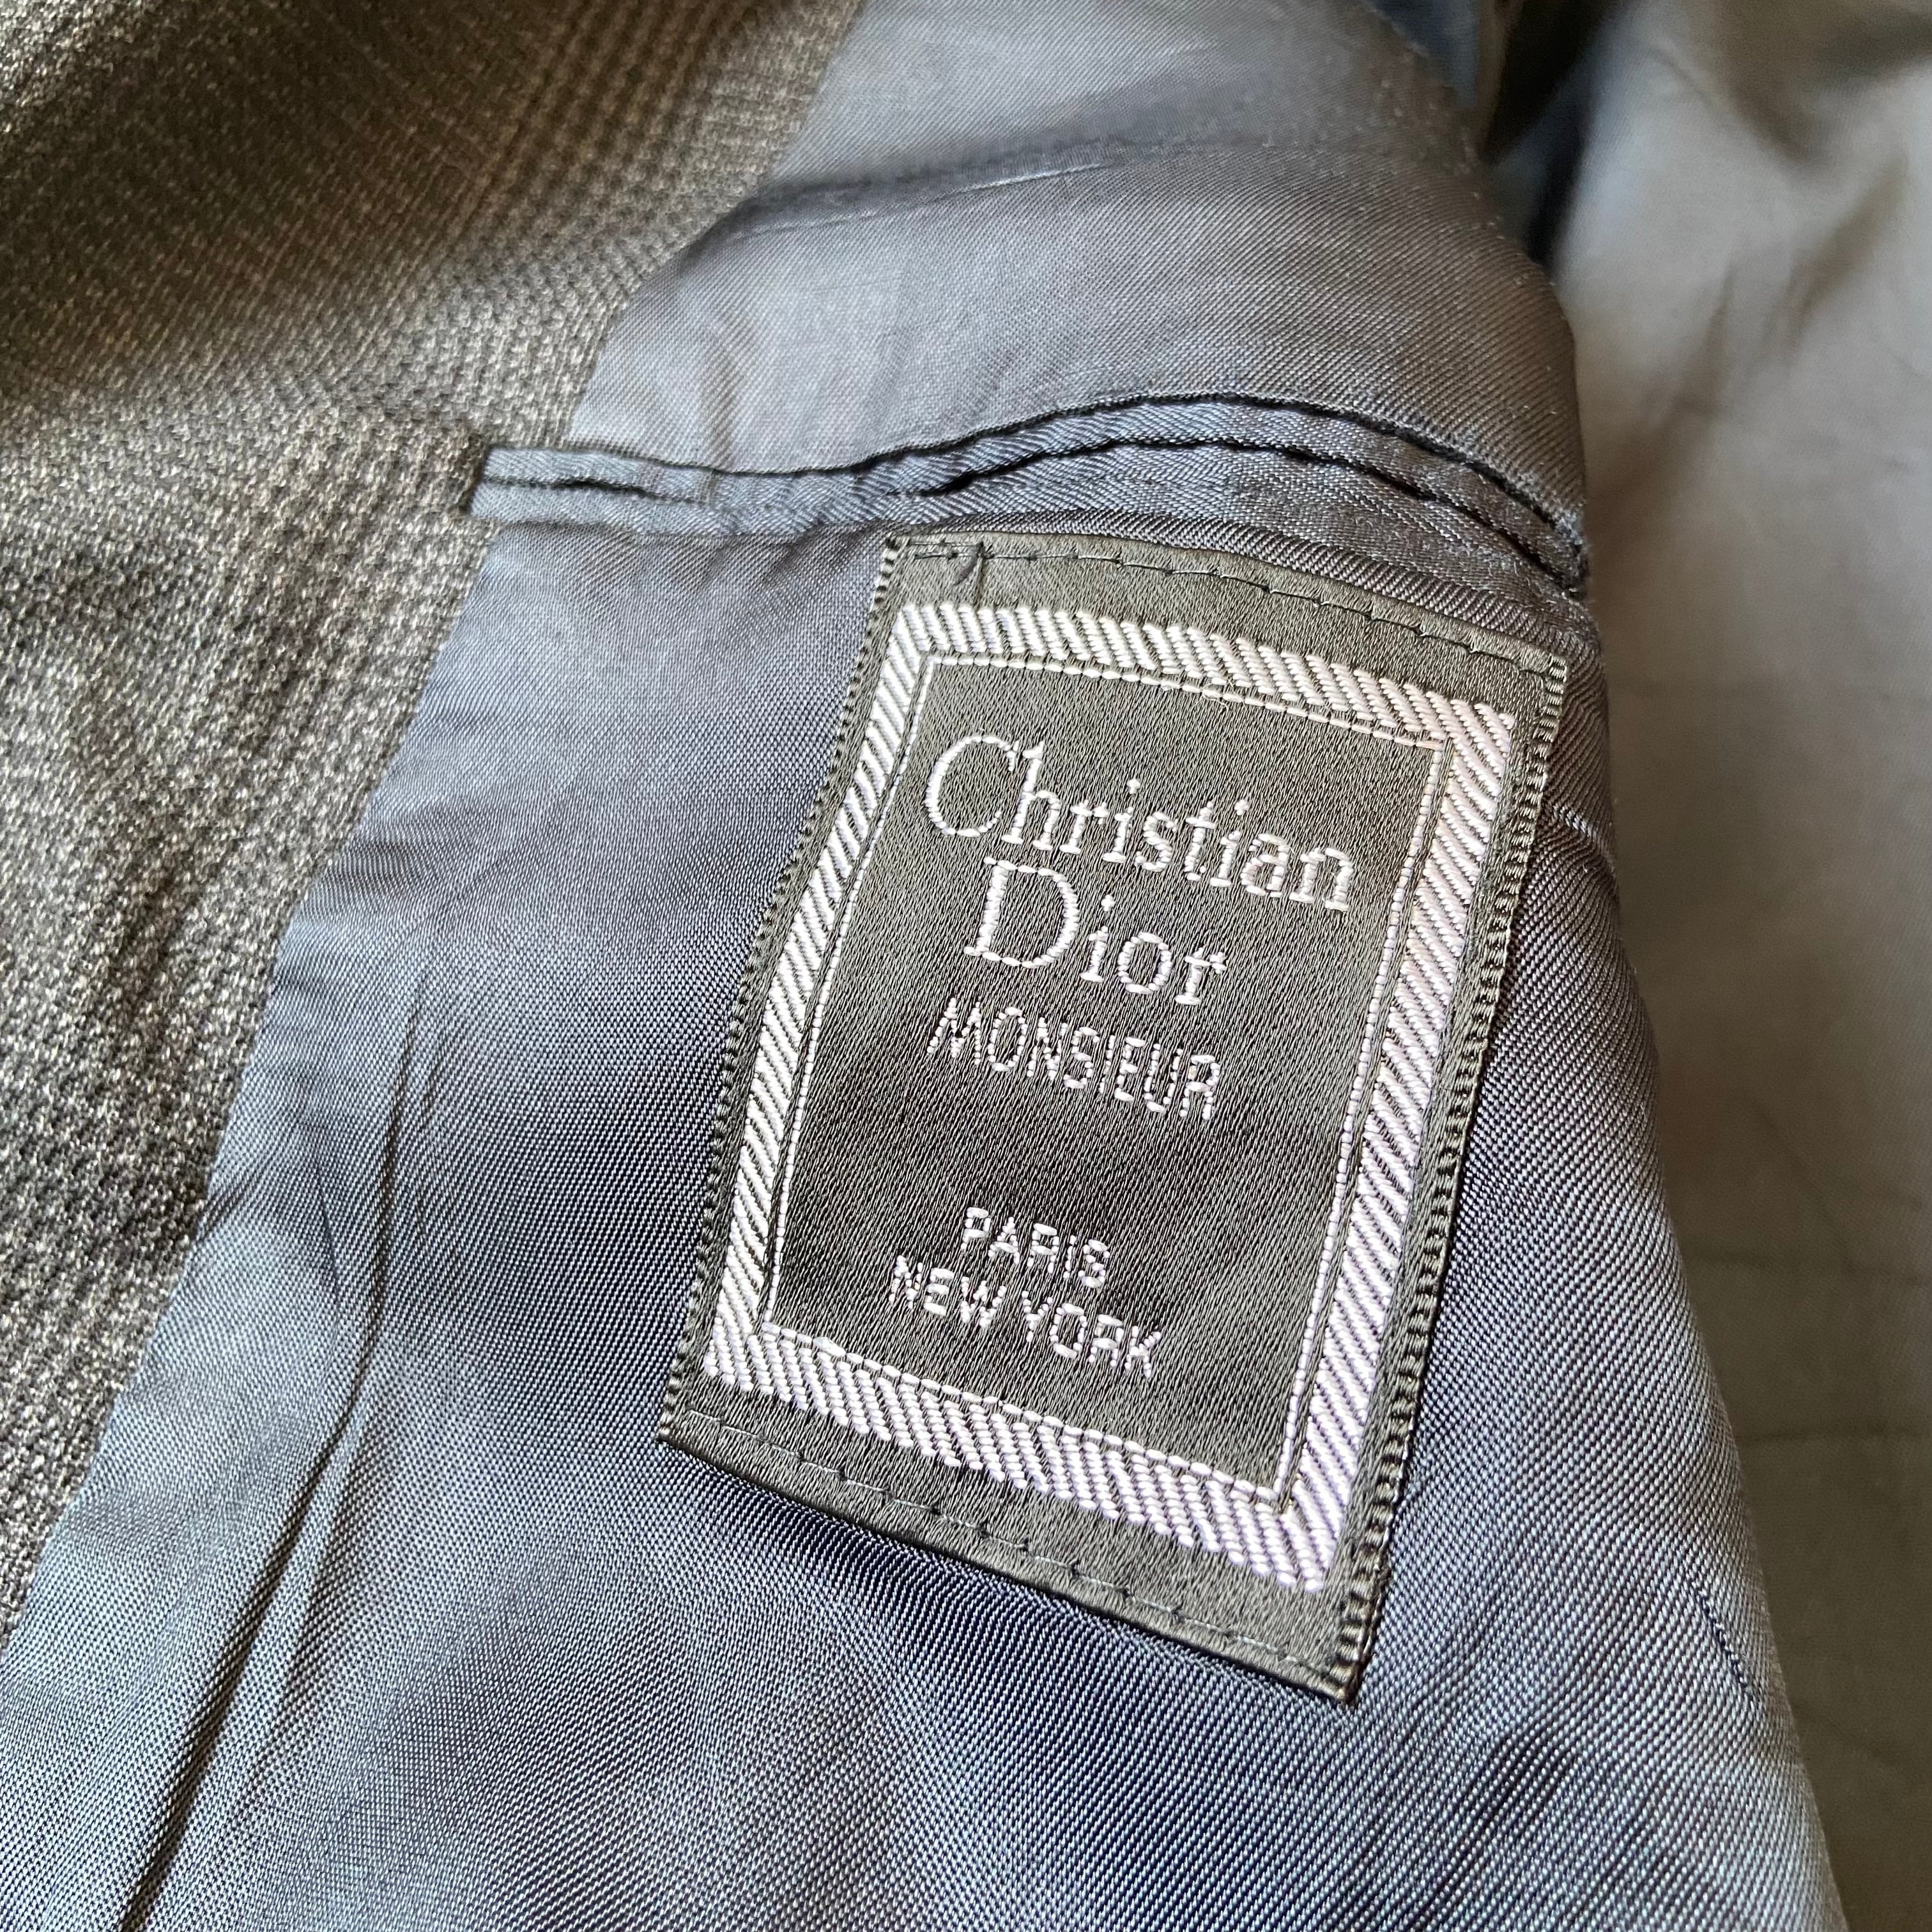 Christian
Dior
MONSIEUR
PARIS
NEW YORK